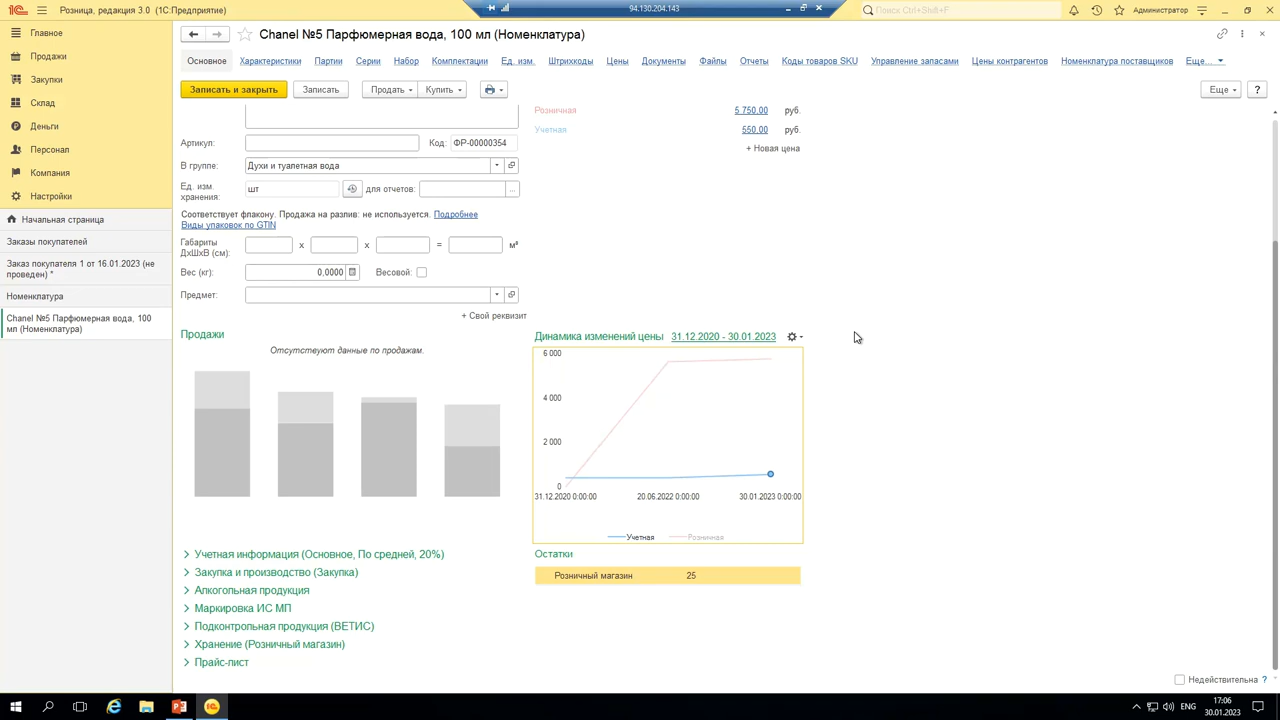 Розница, редакция 3.0 (1С:Предприятие)
94.130.204.143
Поиск Ctrl+Shift+F
Администратор
Главное
Продажи
Закупки
Склад
Деньги
Персонал
Компания
Настройки
Начальная страница
Заказы покупателей
Заказ покупателя 1 от 16.01.2023 (не проведен) *
Номенклатура
Chanel №5 Парфюмерная вода, 100 мл (Номенклатура)
Chanel №5 Парфюмерная вода, 100 мл (Номенклатура)
Основное Характеристики Партии Серии Набор Комплектации Ед. изм. Штрихкоды Цены Документы Файлы Отчеты Коды товаров SKU Управление запасами Цены контрагентов Номенклатура поставщиков Еще...
Записать и закрыть Записать Продать Купить Еще ?
Розничная 5 750,00 руб.
Учетная 550,00 руб.
+ Новая цена
Артикул: Код: ФР-00000354
В группе: Духи и туалетная вода
Ед. изм. хранения: шт для отчетов: ...
Соответствует флакону. Продажа на разлив: не используется. Подробнее
Виды упаковок по GTIN
Габариты ДхШхВ (см): x x = м³
Вес (кг): 0,0000 Весовой:
Предмет:
+ Свой реквизит
Продажи
Отсутствуют данные по продажам.
Динамика изменений цены 31.12.2020 - 30.01.2023
6 000
4 000
2 000
0
31.12.2020 0:00:00 20.06.2022 0:00:00 30.01.2023 0:00:00
Учетная Розничная
Остатки
Розничный магазин 25
Учетная информация (Основное, По средней, 20%)
Закупка и производство (Закупка)
Алкогольная продукция
Маркировка ИС МП
Подконтрольная продукция (ВЕТИС)
Хранение (Розничный магазин)
Прайс-лист
Недействительна ?
ENG
17:06
30.01.2023